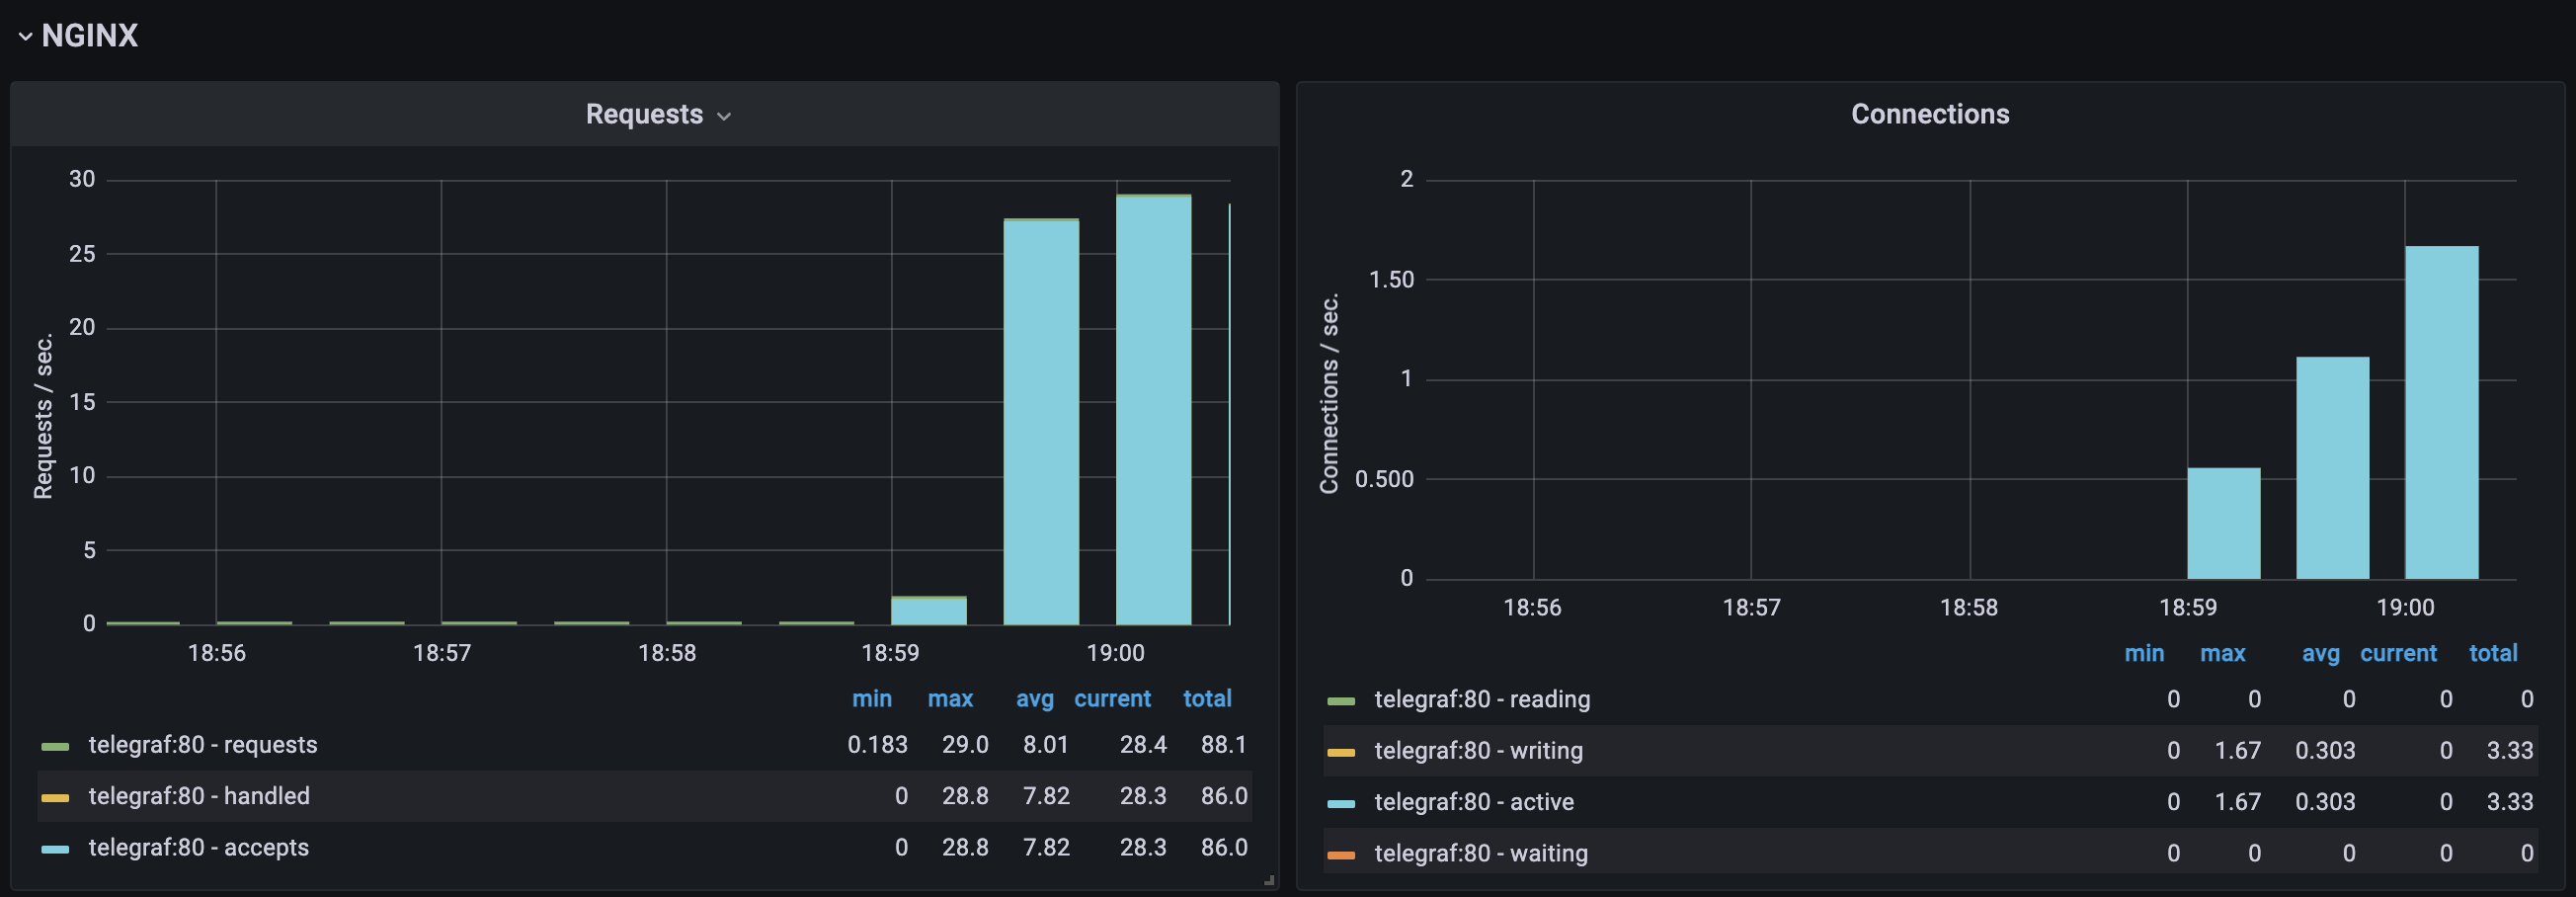 NGINX
Requests
30
25
20
15
10
5
0
Requests / sec.
18:56 18:57 18:58 18:59 19:00
min max avg current total
telegraf:80 - requests 0.183 29.0 8.01 28.4 88.1
telegraf:80 - handled 0 28.8 7.82 28.3 86.0
telegraf:80 - accepts 0 28.8 7.82 28.3 86.0
Connections
2
1.50
1
0.500
0
Connections / sec.
18:56 18:57 18:58 18:59 19:00
min max avg current total
telegraf:80 - reading 0 0 0 0 0
telegraf:80 - writing 0 1.67 0.303 0 3.33
telegraf:80 - active 0 1.67 0.303 0 3.33
telegraf:80 - waiting 0 0 0 0 0